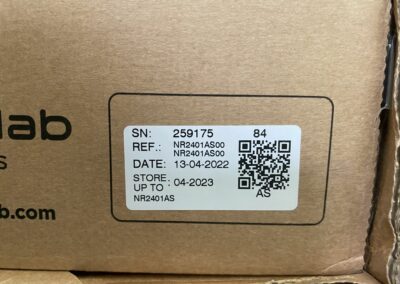 lab
s
b.com
SN: 259175 84
REF.: NR2401AS00
NR2401AS00
DATE: 13-04-2022
STORE UP TO 04-2023
NR2401AS
AS